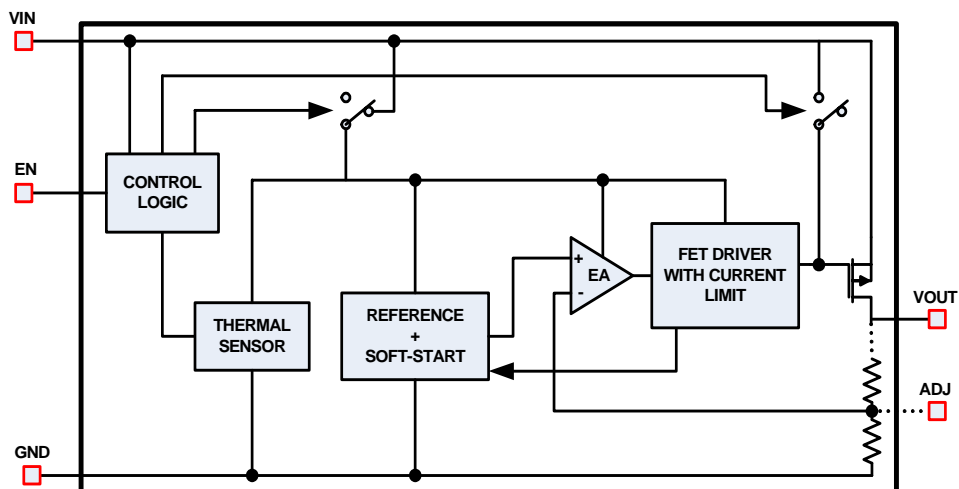 VIN
EN
CONTROL
LOGIC
THERMAL
SENSOR
REFERENCE
+
SOFT-START
+
EA
-
FET DRIVER
WITH CURRENT
LIMIT
VOUT
ADJ
GND